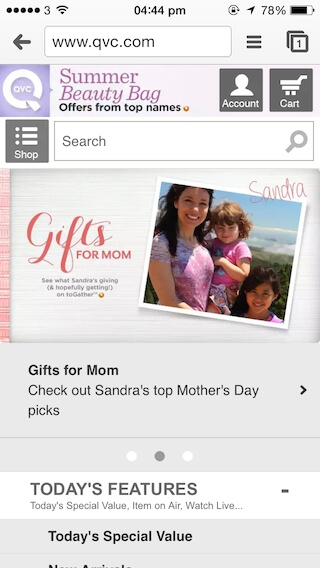 3
04:44 pm
78%
www.qvc.com
1
QVC
Summer
Beauty Bag
Offers from top names
Account
Cart
Shop
Search
Sandra
Gifts
FOR MOM
See what Sandra's giving
(& hopefully getting!)
on toGather™
Gifts for Mom
Check out Sandra's top Mother's Day
picks
TODAY'S FEATURES
-
Today's Special Value, Item on Air, Watch Live...
Today's Special Value
New Arrivals